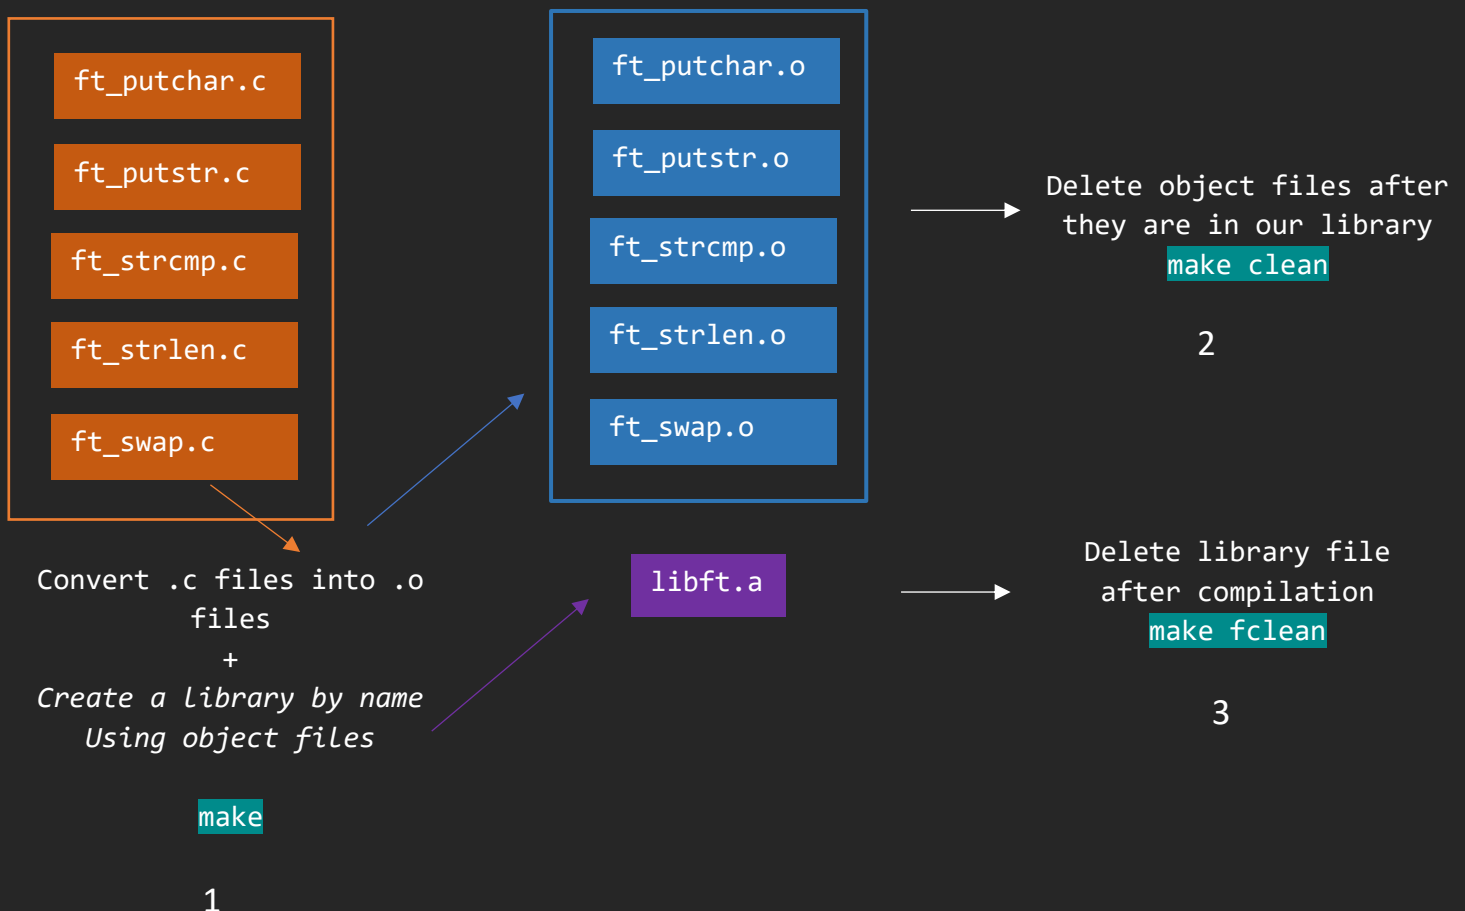 ft_putchar.c
ft_putstr.c
ft_strcmp.c
ft_strlen.c
ft_swap.c
Convert .c files into .o
files
+
Create a library by name
Using object files
make
1
ft_putchar.o
ft_putstr.o
ft_strcmp.o
ft_strlen.o
ft_swap.o
libft.a
Delete object files after
they are in our library
make clean
2
Delete library file
after compilation
make fclean
3